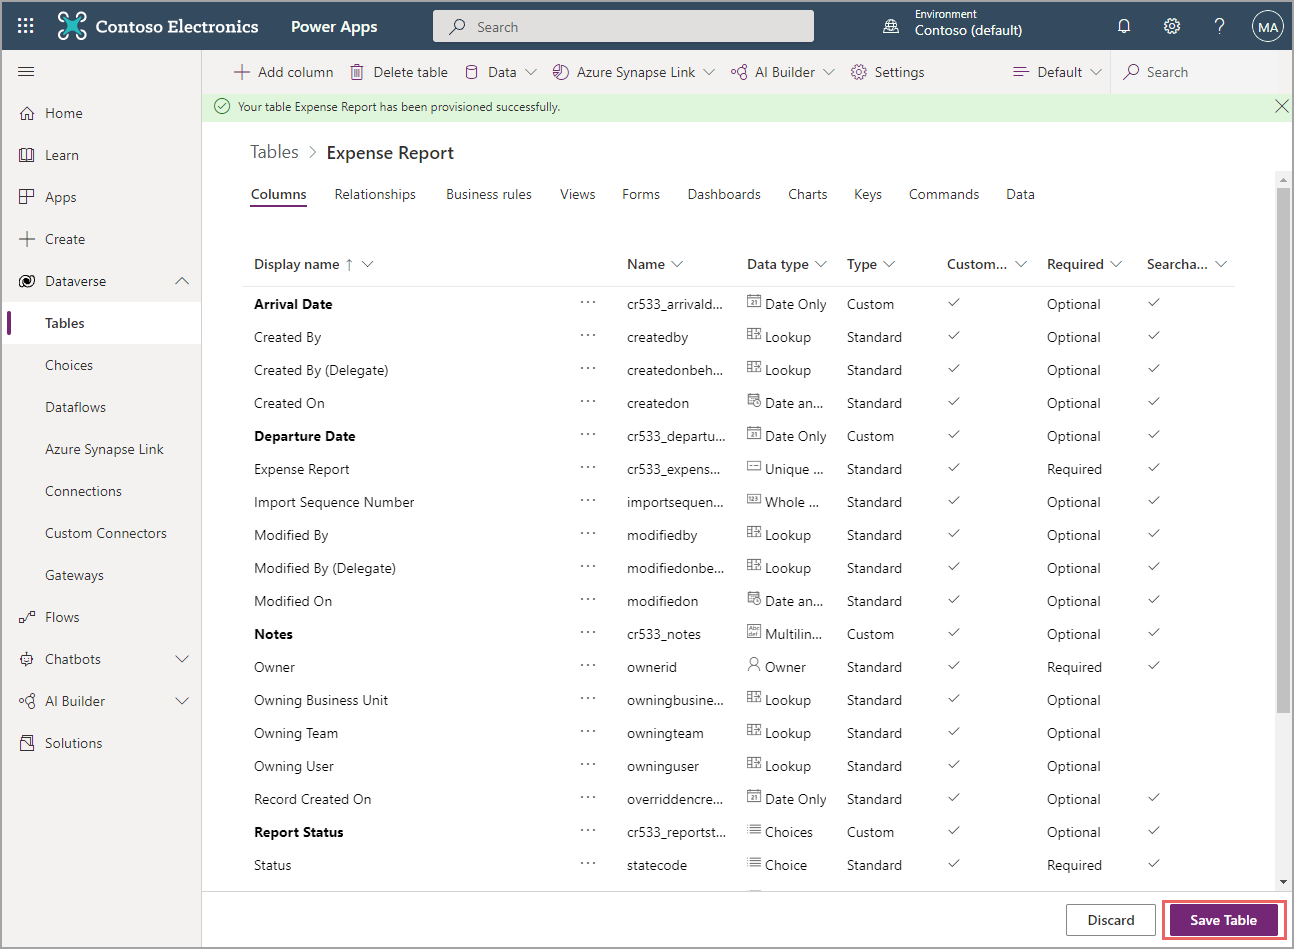 Contoso Electronics
Power Apps
Search
Environment
Contoso (default)
?
MA
Add column
Delete table
Data
Azure Synapse Link
AI Builder
Settings
Default
Search
Your table Expense Report has been provisioned successfully.
Home
Learn
Apps
Create
Dataverse
Tables
Choices
Dataflows
Azure Synapse Link
Connections
Custom Connectors
Gateways
Flows
Chatbots
AI Builder
Solutions
Tables > Expense Report
Columns Relationships Business rules Views Forms Dashboards Charts Keys Commands Data
Display name ↑ Name Data type Type Custom... Required Searcha...
Arrival Date ... cr533_arrivald... Date Only Custom ✓ Optional ✓
Created By ... createdby Lookup Standard ✓ Optional ✓
Created By (Delegate) ... createdonbeh... Lookup Standard ✓ Optional ✓
Created On ... createdon Date an... Standard ✓ Optional ✓
Departure Date ... cr533_departu... Date Only Custom ✓ Optional ✓
Expense Report ... cr533_expens... Unique ... Standard ✓ Required ✓
Import Sequence Number ... importsequen... Whole ... Standard ✓ Optional ✓
Modified By ... modifiedby Lookup Standard ✓ Optional ✓
Modified By (Delegate) ... modifiedonbe... Lookup Standard ✓ Optional ✓
Modified On ... modifiedon Date an... Standard ✓ Optional ✓
Notes ... cr533_notes Multilin... Custom ✓ Optional ✓
Owner ... ownerid Owner Standard ✓ Required ✓
Owning Business Unit ... owningbusine... Lookup Standard ✓ Optional
Owning Team ... owningteam Lookup Standard ✓ Optional
Owning User ... owninguser Lookup Standard ✓ Optional
Record Created On ... overriddencre... Date Only Standard ✓ Optional ✓
Report Status ... cr533_reportst... Choices Custom ✓ Optional ✓
Status ... statecode Choice Standard ✓ Required ✓
Discard
Save Table